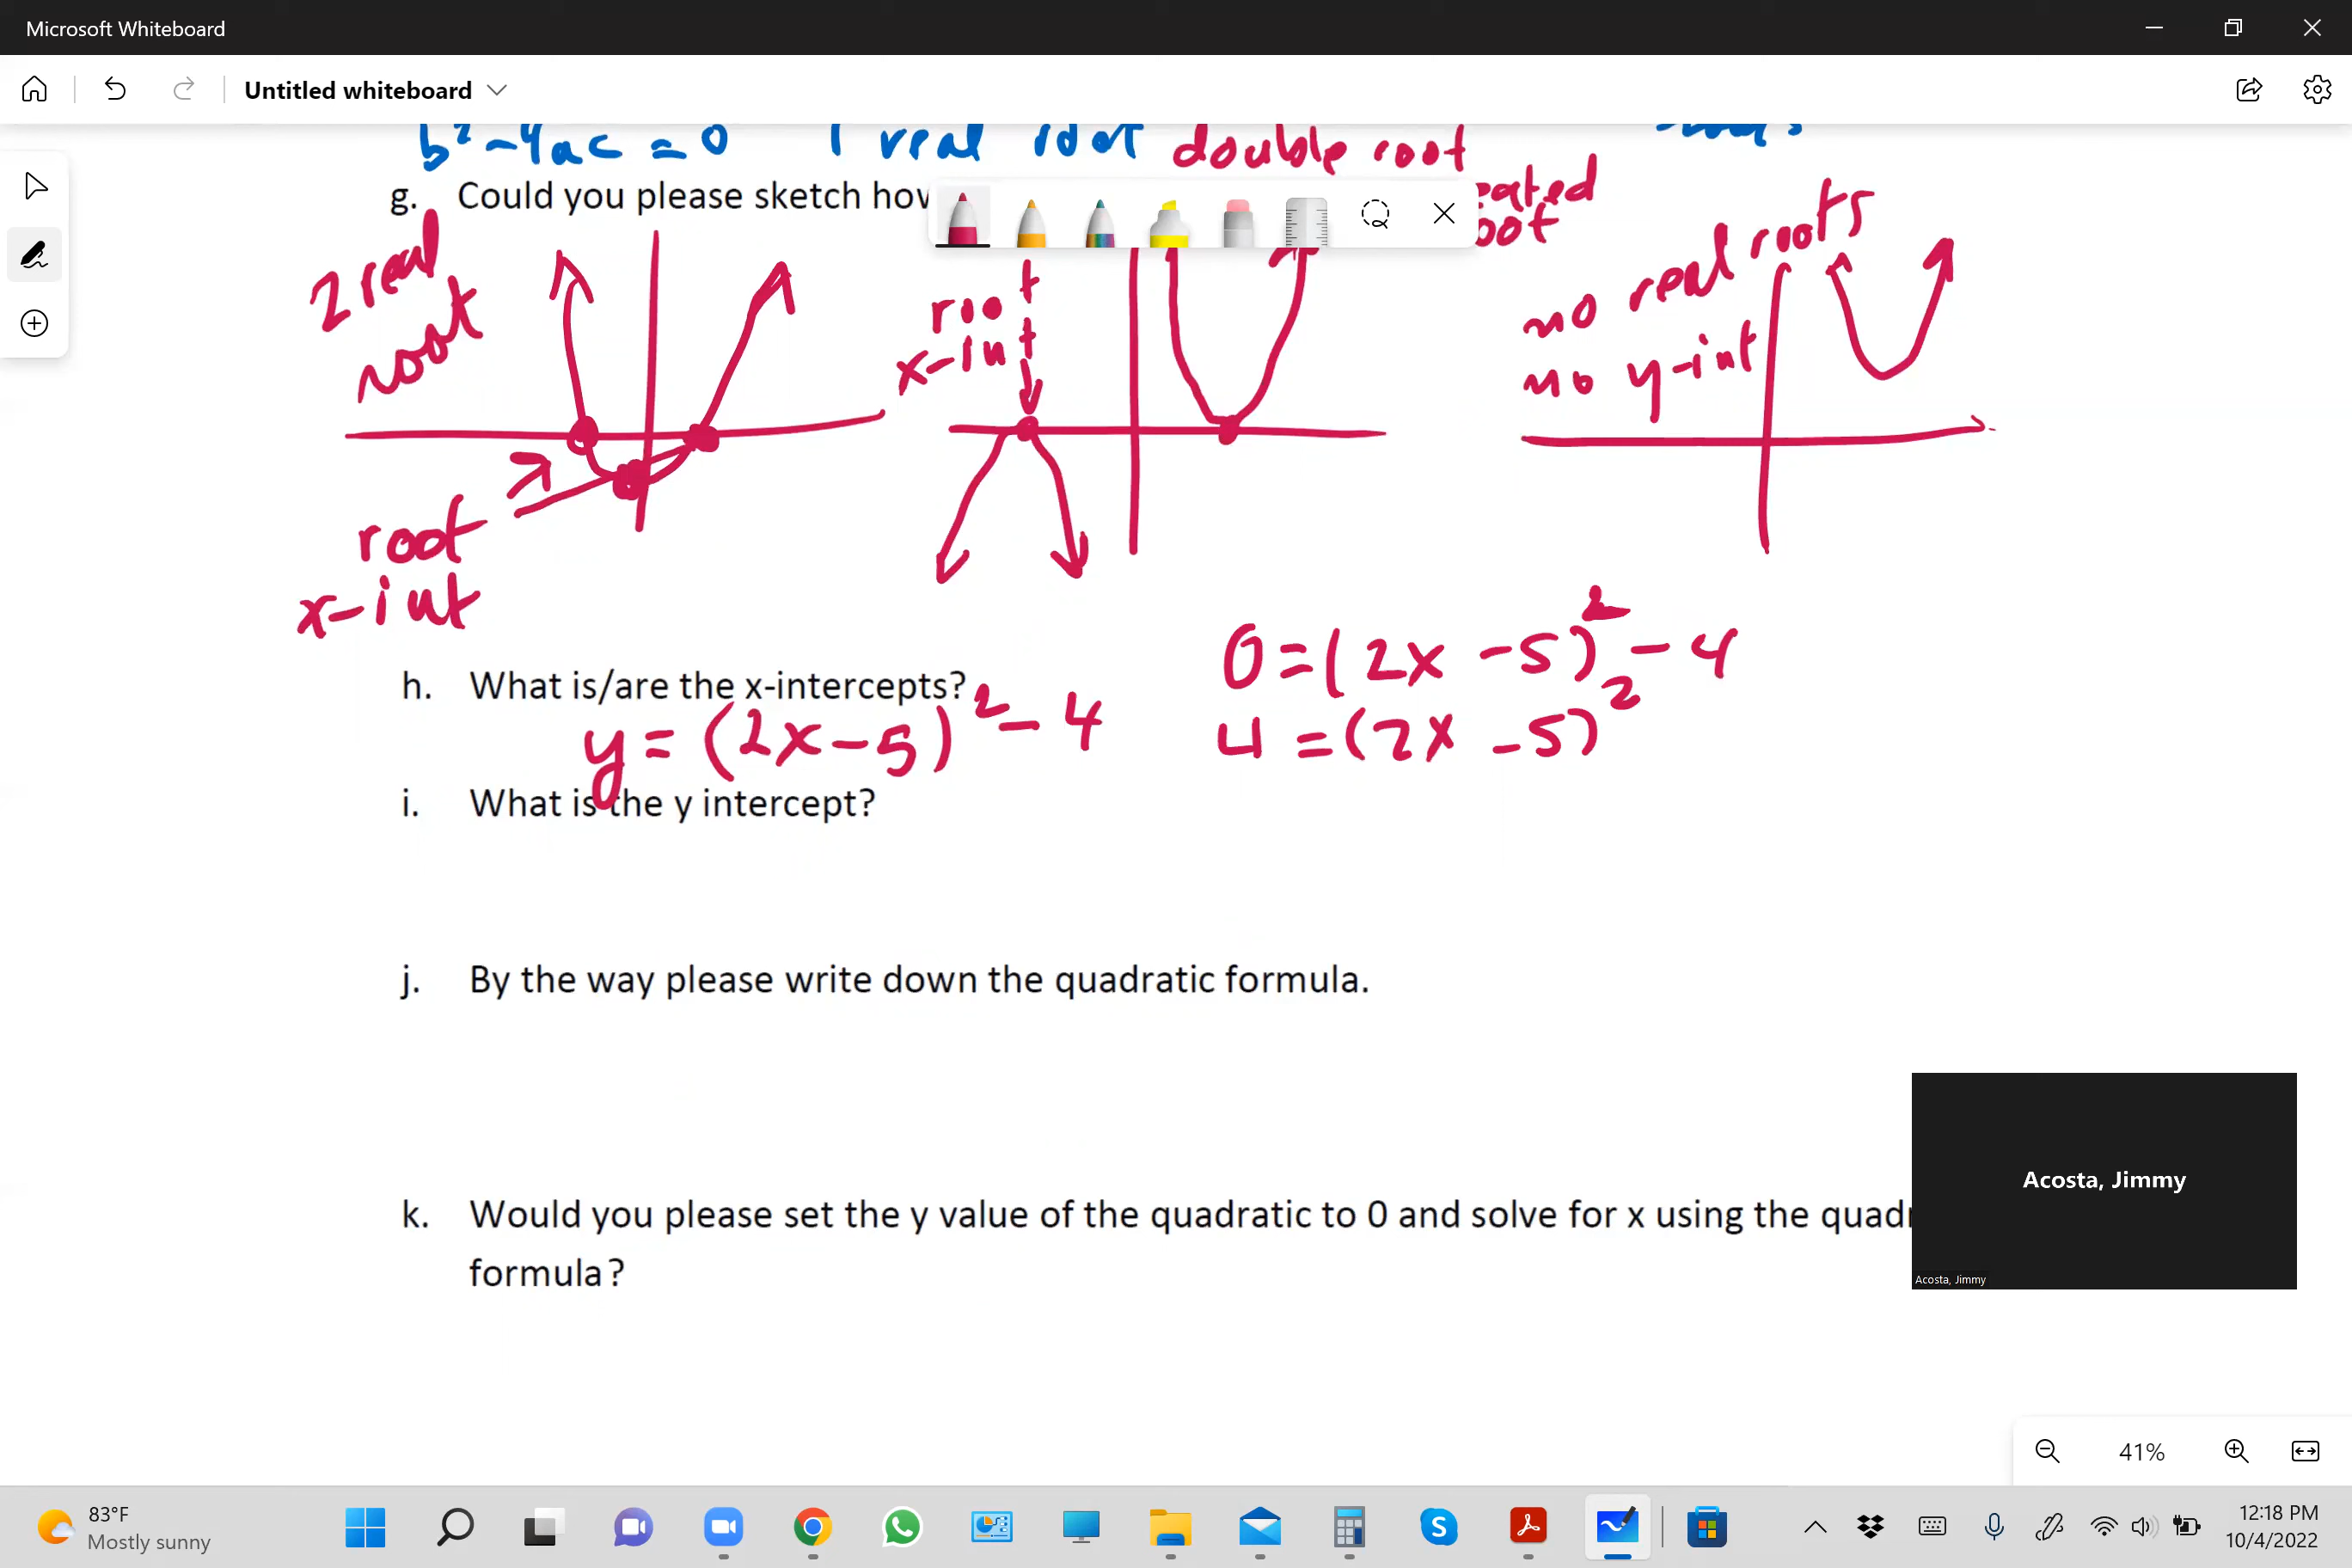 Microsoft Whiteboard
Untitled whiteboard
b²-4ac = 0 1 real root double root
g. Could you please sketch how
root
2 real
root
root
x-int
no real roots
no y-int
root
x-int
0 = (2x - 5)² - 4
h. What is/are the x-intercepts?
y = (2x - 5)² - 4
4 = (2x - 5)²
i. What is the y intercept?
j. By the way please write down the quadratic formula.
Acosta, Jimmy
k. Would you please set the y value of the quadratic to 0 and solve for x using the quadr
formula?
Acosta, Jimmy
41%
83°F
Mostly sunny
12:18 PM
10/4/2022